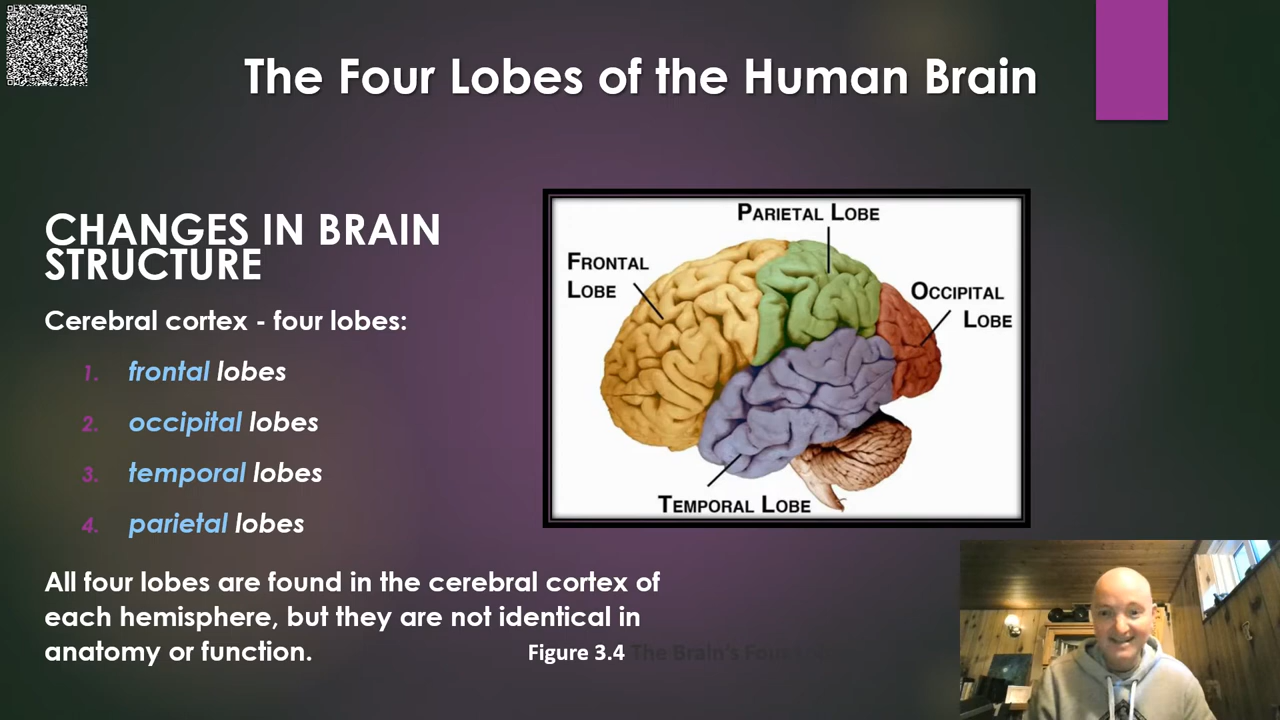 The Four Lobes of the Human Brain
CHANGES IN BRAIN
STRUCTURE
Cerebral cortex - four lobes:
1. frontal lobes
2. occipital lobes
3. temporal lobes
4. parietal lobes
All four lobes are found in the cerebral cortex of
each hemisphere, but they are not identical in
anatomy or function.
PARIETAL LOBE
FRONTAL
LOBE
OCCIPITAL
LOBE
TEMPORAL LOBE
Figure 3.4 The Brain's Four